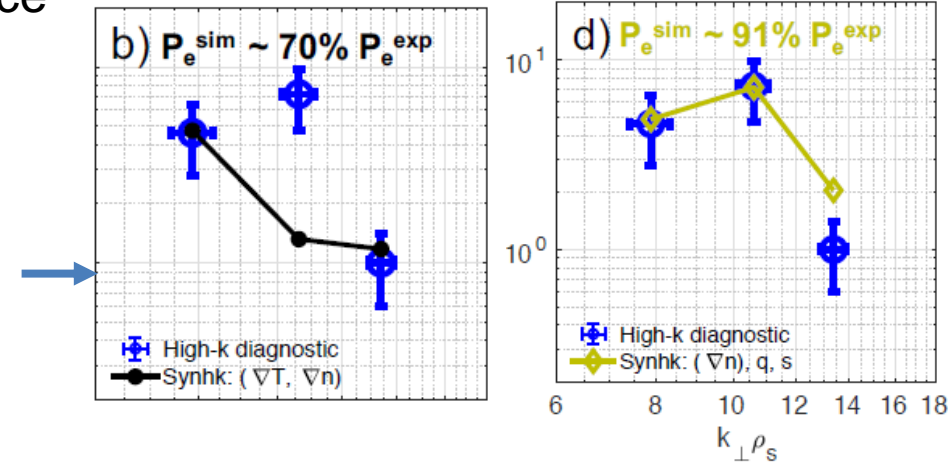 ce
b) Pₑˢⁱᵐ ~ 70% Pₑᵉˣᵖ
High-k diagnostic
Synhk: ( ∇T, ∇n)
d) Pₑˢⁱᵐ ~ 91% Pₑᵉˣᵖ
10¹
10⁰
High-k diagnostic
Synhk: ( ∇n), q, s
6 8 10 12 14 16 18
k⊥ρₛ